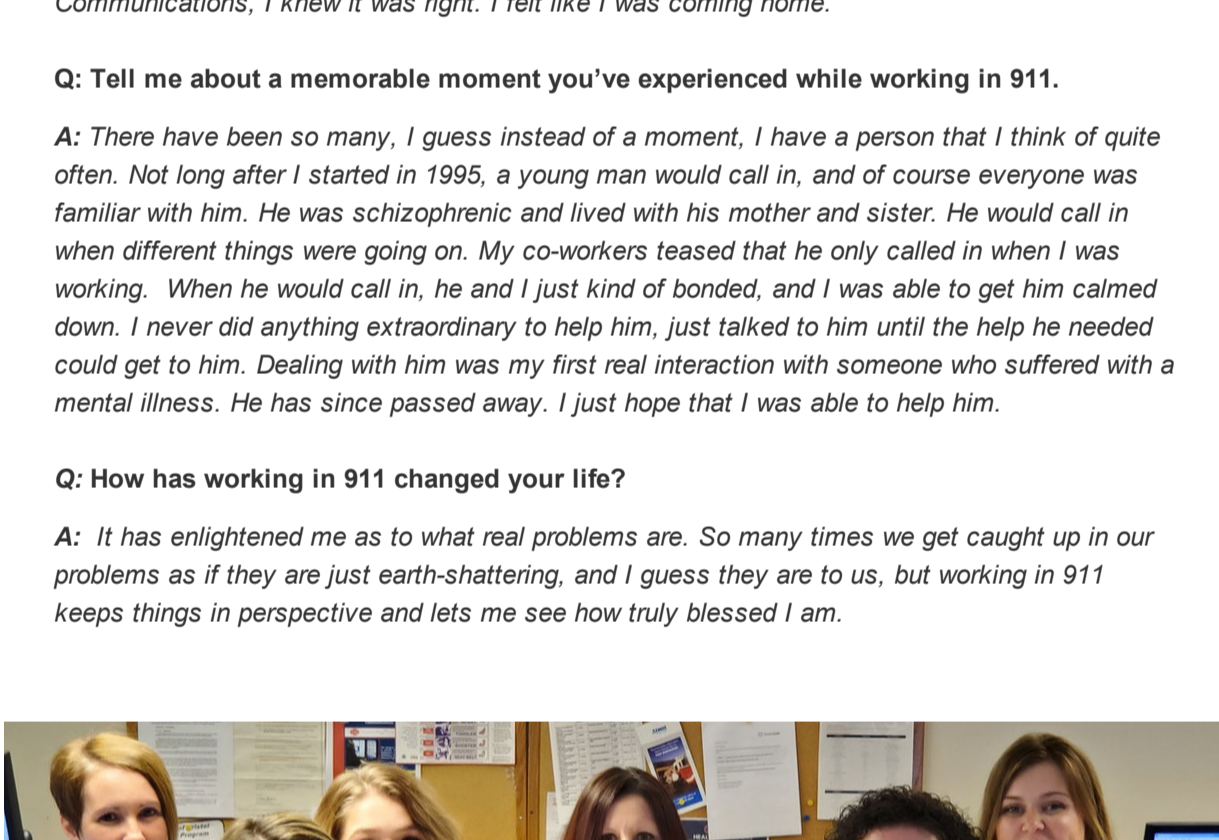 Communications, I knew it was right. I felt like I was coming home.
Q: Tell me about a memorable moment you’ve experienced while working in 911.
A: There have been so many, I guess instead of a moment, I have a person that I think of quite
often. Not long after I started in 1995, a young man would call in, and of course everyone was
familiar with him. He was schizophrenic and lived with his mother and sister. He would call in
when different things were going on. My co-workers teased that he only called in when I was
working.  When he would call in, he and I just kind of bonded, and I was able to get him calmed
down. I never did anything extraordinary to help him, just talked to him until the help he needed
could get to him. Dealing with him was my first real interaction with someone who suffered with a
mental illness. He has since passed away. I just hope that I was able to help him.
Q: How has working in 911 changed your life?
A:  It has enlightened me as to what real problems are. So many times we get caught up in our
problems as if they are just earth-shattering, and I guess they are to us, but working in 911
keeps things in perspective and lets me see how truly blessed I am.
Program